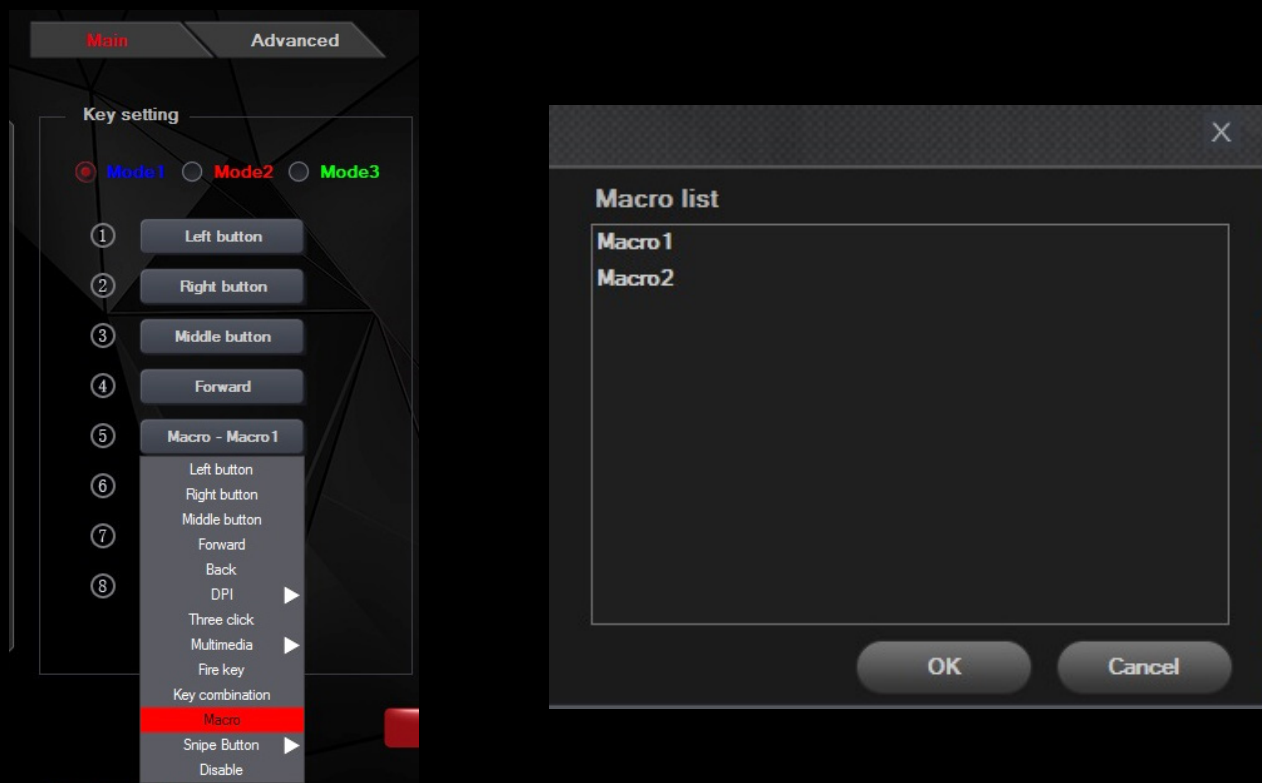 Main Advanced
Key setting
Mode1 Mode2 Mode3
① Left button
② Right button
③ Middle button
④ Forward
⑤ Macro - Macro1
⑥
⑦
⑧
Left button
Right button
Middle button
Forward
Back
DPI
Three click
Multimedia
Fire key
Key combination
Macro
Snipe Button
Disable
X
Macro list
Macro1
Macro2
OK Cancel